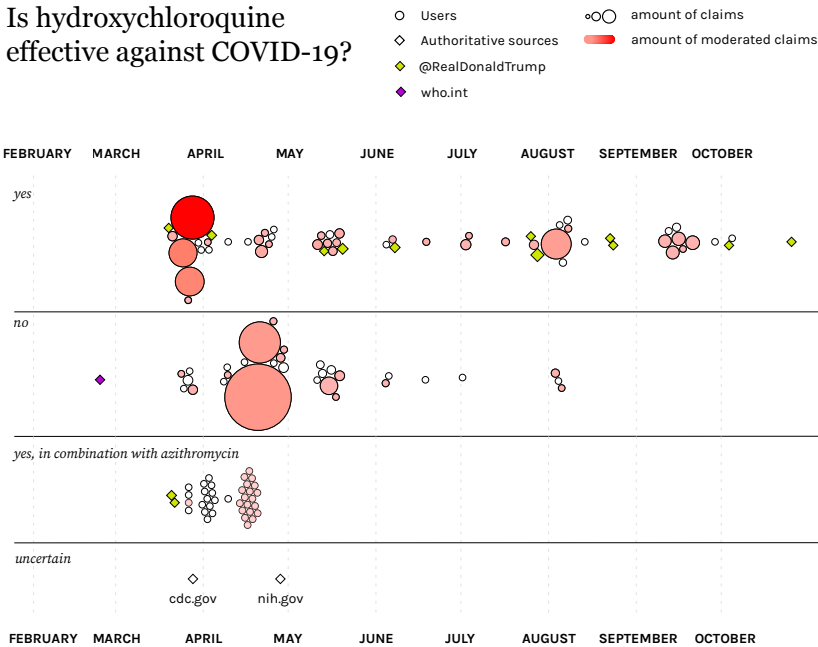 Is hydroxychloroquine
effective against COVID-19?
Users
Authoritative sources
@RealDonaldTrump
who.int
amount of claims
amount of moderated claims
FEBRUARY MARCH APRIL MAY JUNE JULY AUGUST SEPTEMBER OCTOBER
yes
no
yes, in combination with azithromycin
uncertain
cdc.gov nih.gov
FEBRUARY MARCH APRIL MAY JUNE JULY AUGUST SEPTEMBER OCTOBER